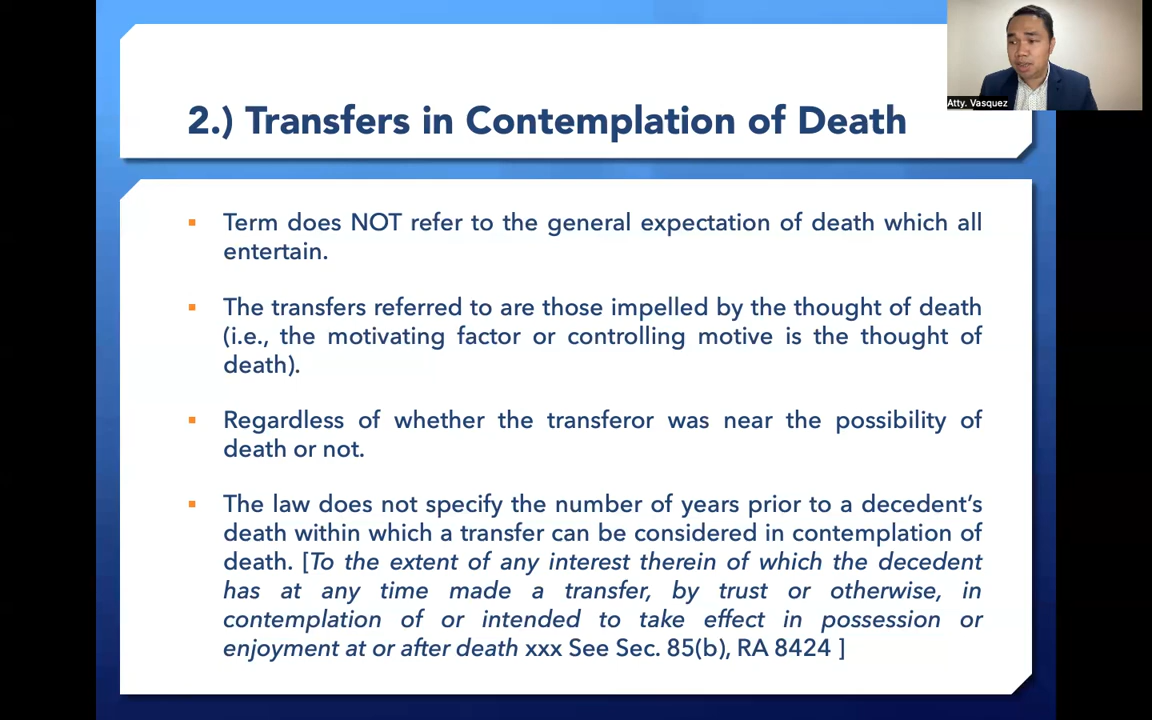 Atty. Vasquez
2.) Transfers in Contemplation of Death
▪ Term does NOT refer to the general expectation of death which all
entertain.
▪ The transfers referred to are those impelled by the thought of death
(i.e., the motivating factor or controlling motive is the thought of
death).
▪ Regardless of whether the transferor was near the possibility of
death or not.
▪ The law does not specify the number of years prior to a decedent’s
death within which a transfer can be considered in contemplation of
death. [To the extent of any interest therein of which the decedent
has at any time made a transfer, by trust or otherwise, in
contemplation of or intended to take effect in possession or
enjoyment at or after death xxx See Sec. 85(b), RA 8424 ]